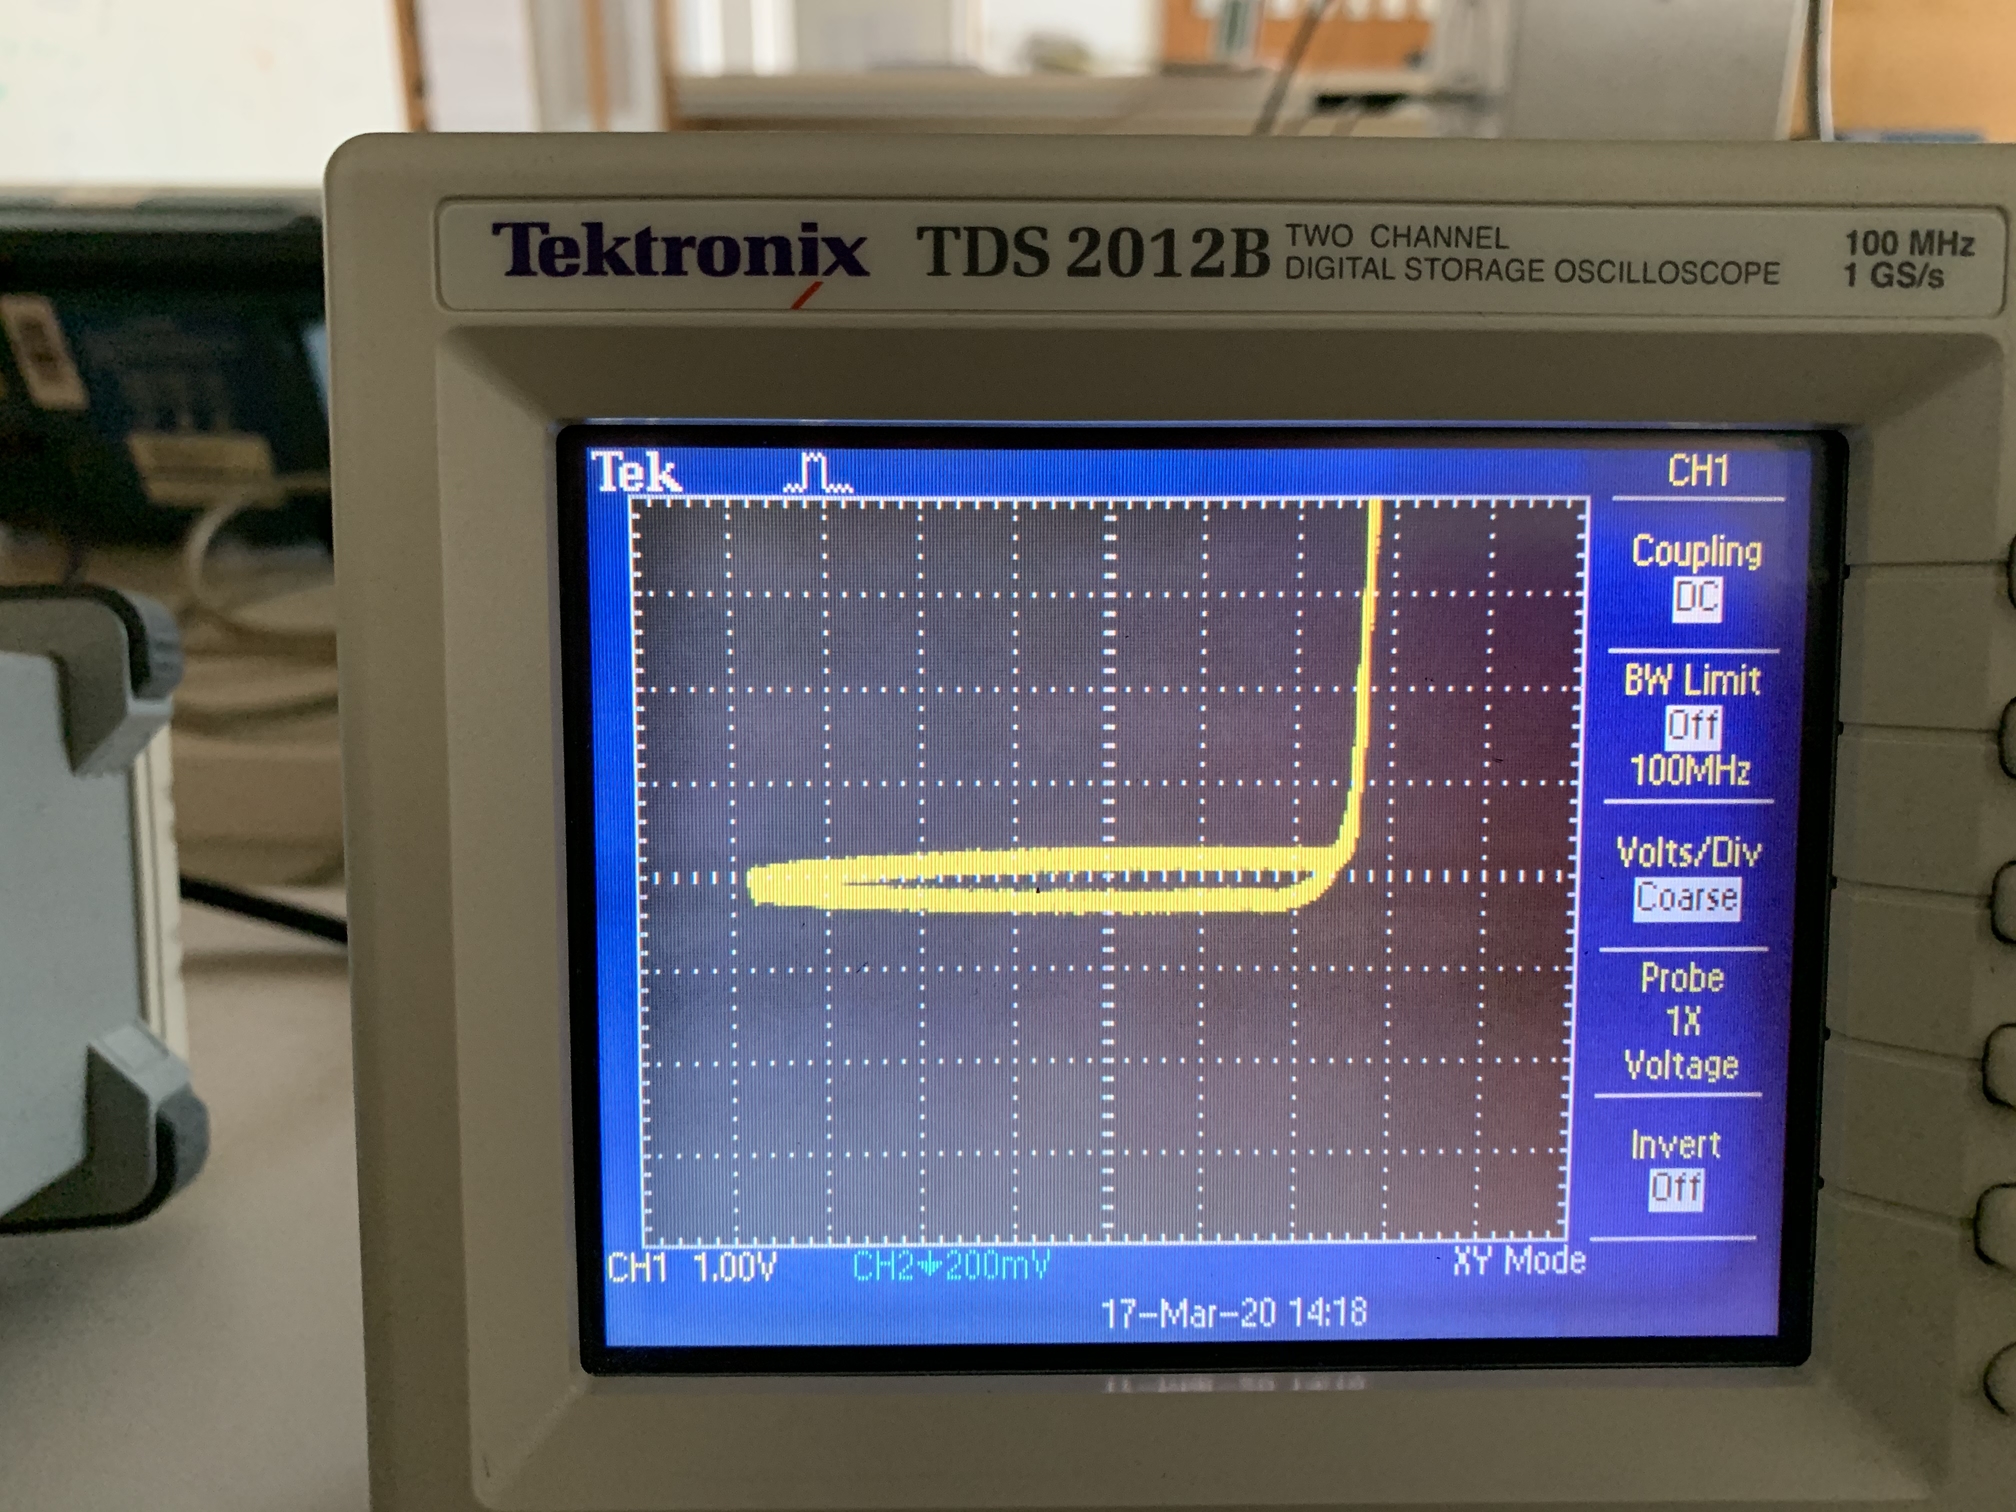 Tektronix TDS 2012B TWO CHANNEL DIGITAL STORAGE OSCILLOSCOPE
100 MHz
1 GS/s
Tek
CH1
Coupling
DC
BW Limit
Off
100MHz
Volts/Div
Coarse
Probe
1X
Voltage
Invert
Off
CH1 1.00V CH2 200mV XY Mode
17-Mar-20 14:18